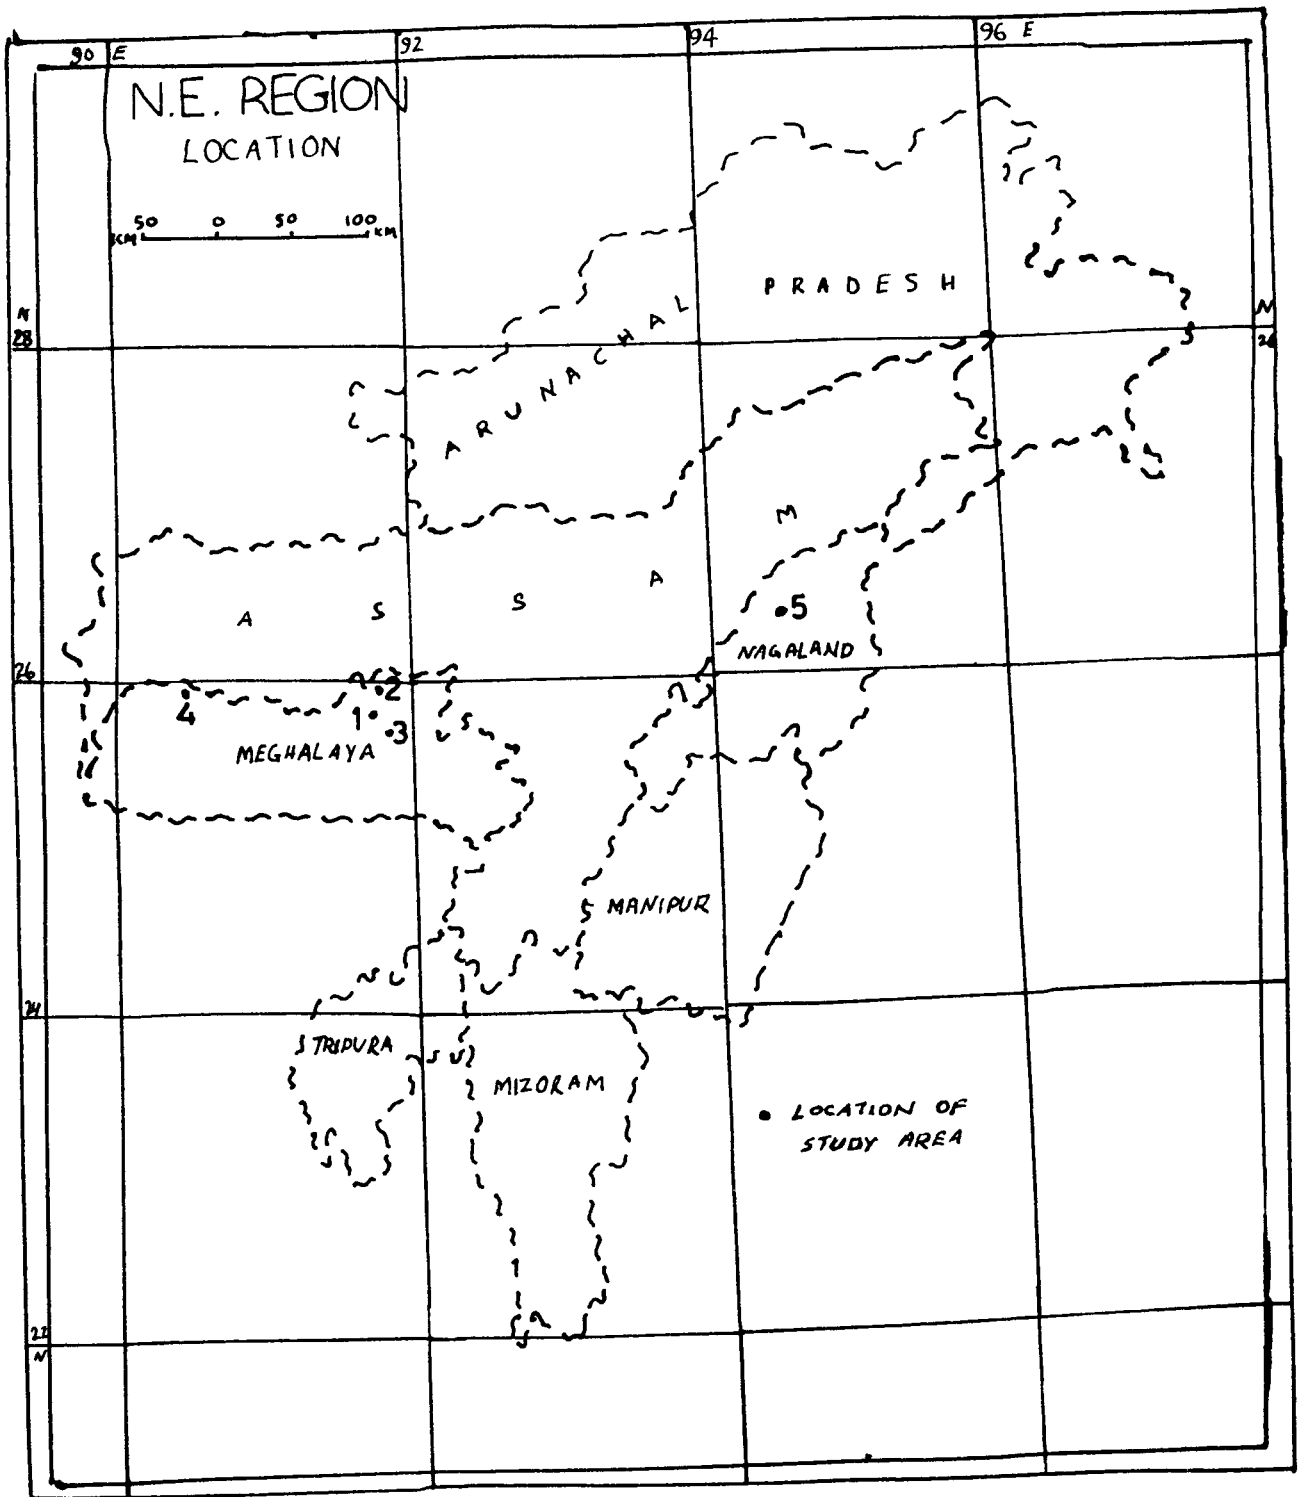 90 E 92 94 96 E
N.E. REGION
LOCATION
50 0 50 100
KM KM
PRADESH
ARUNACHAL
N N
28 28
M
A S S A
5
NAGALAND
26
2
4 1 3
MEGHALAYA
MANIPUR
24
TRIPURA
MIZORAM
• LOCATION OF
STUDY AREA
22
N